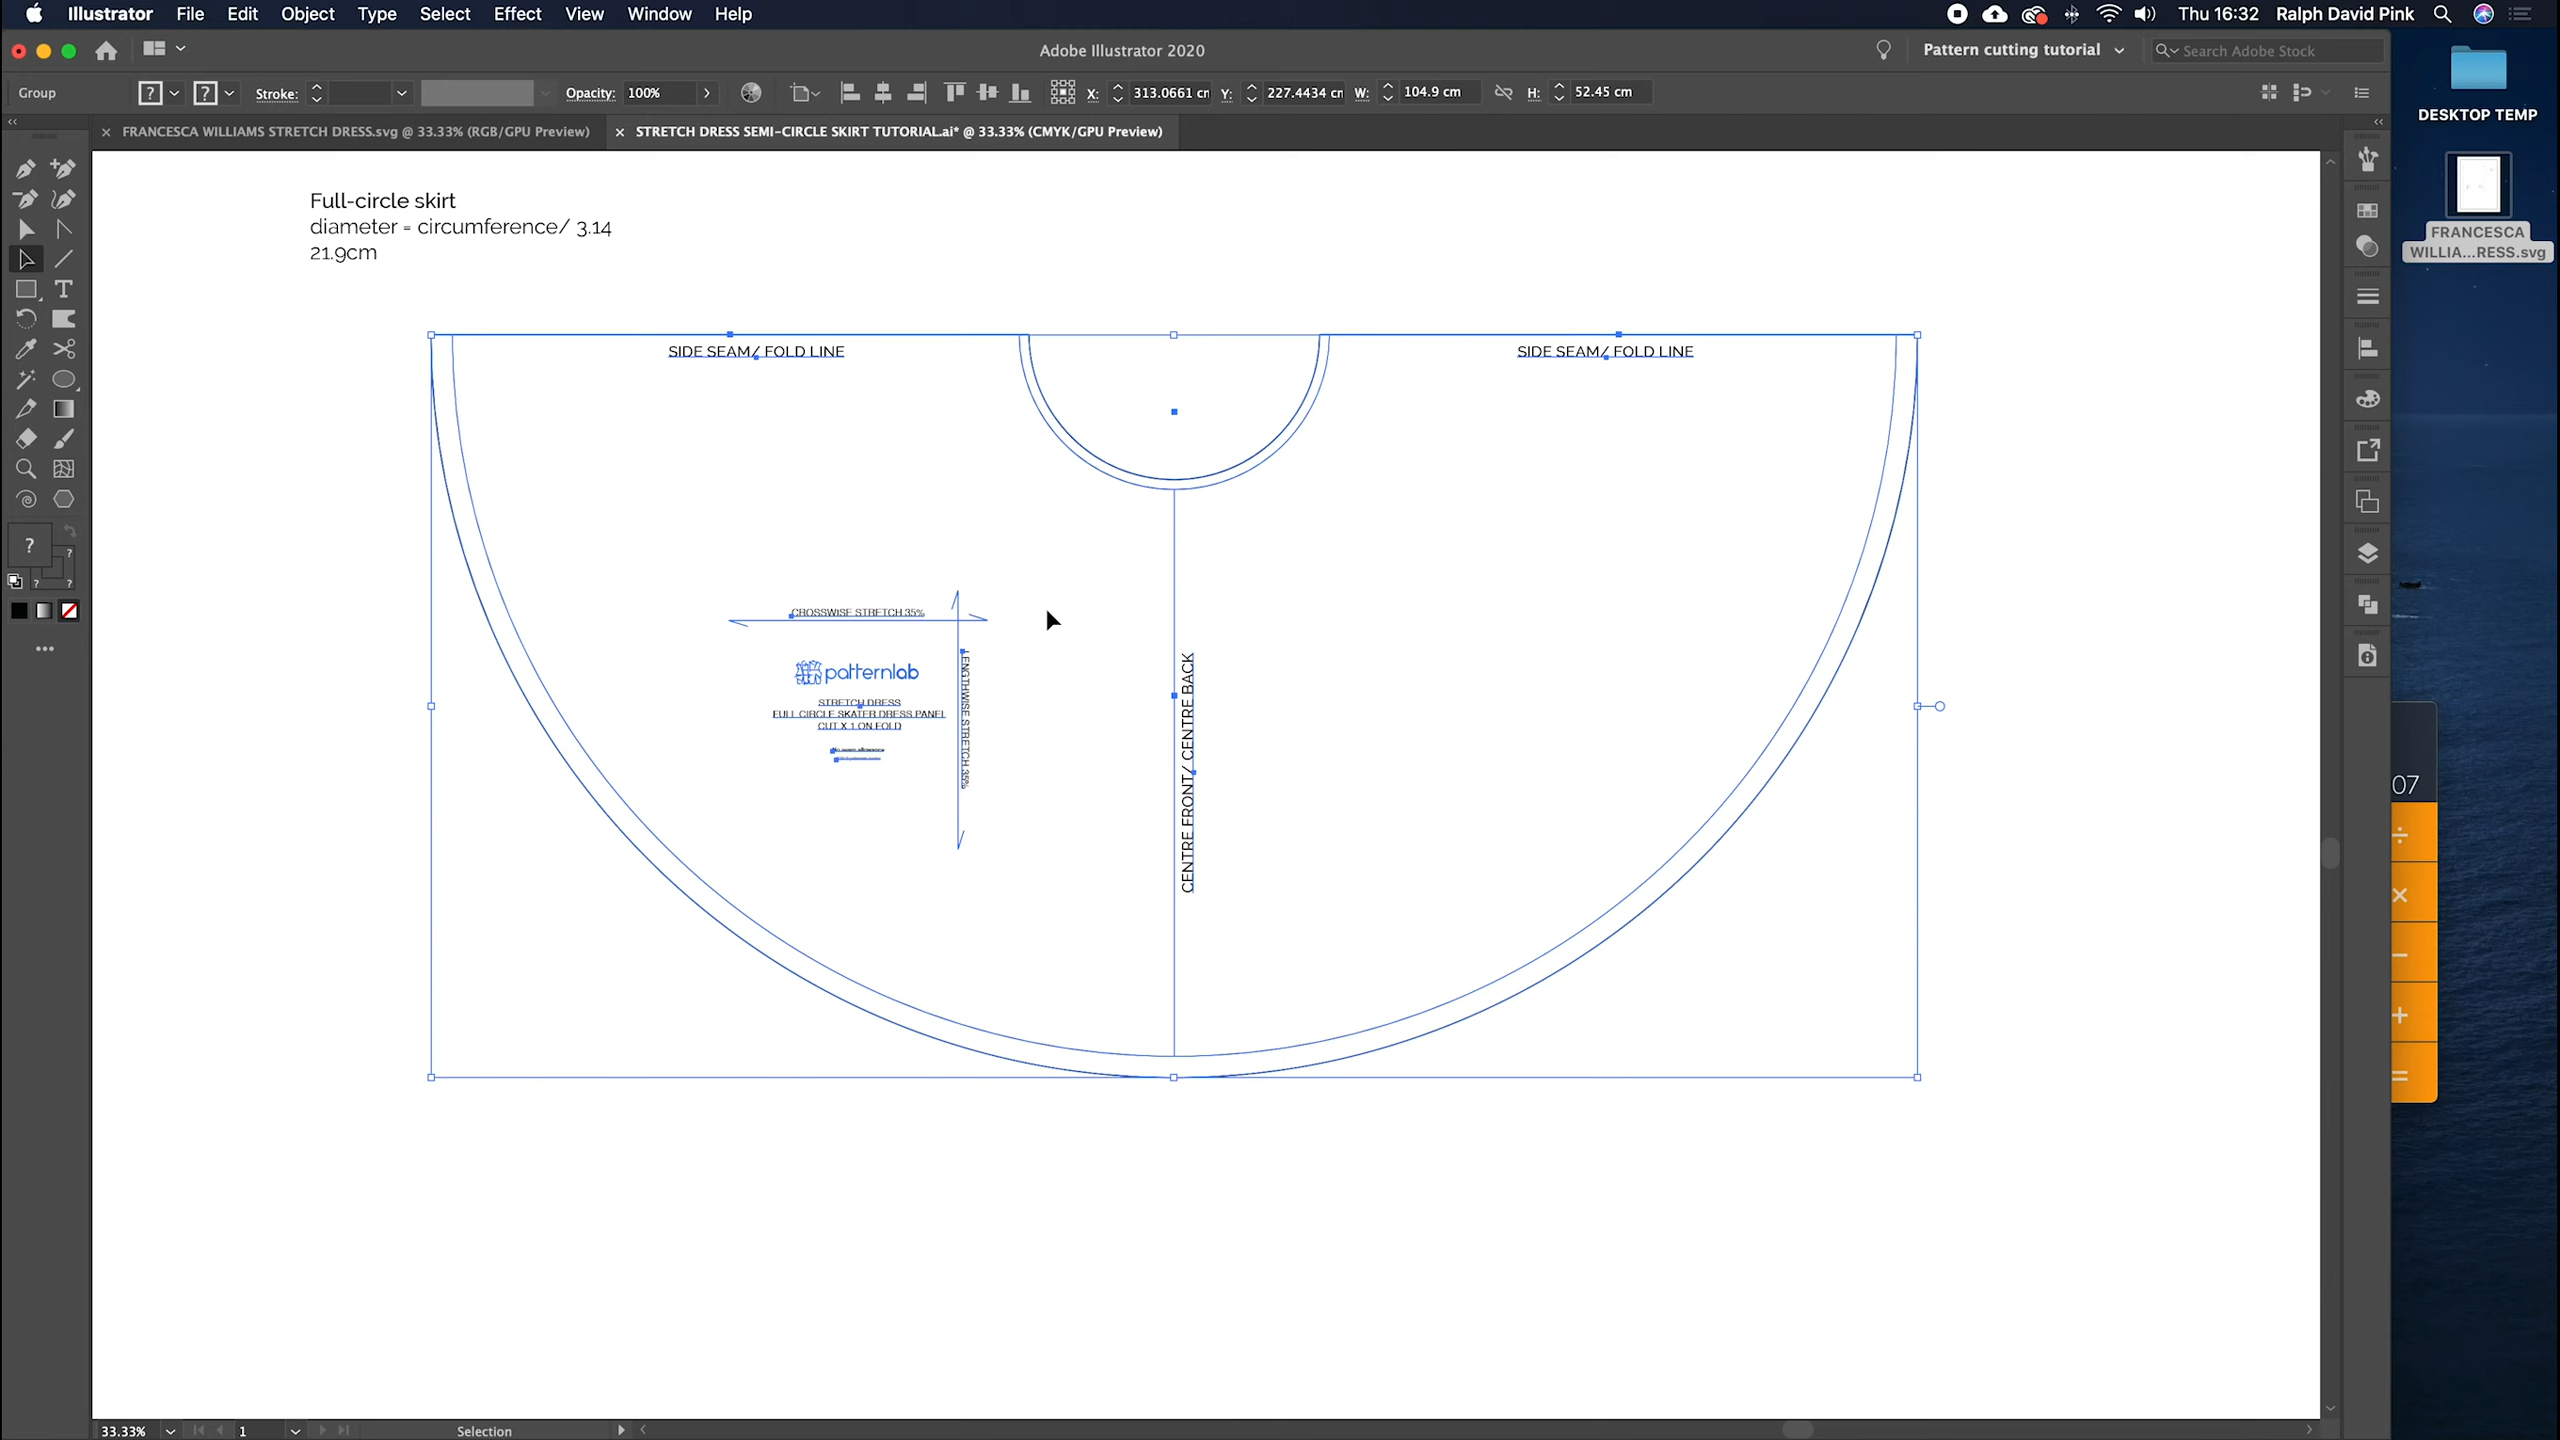 Illustrator File Edit Object Type Select Effect View Window Help
Thu 16:32 Ralph David Pink
Adobe Illustrator 2020
Pattern cutting tutorial
Search Adobe Stock
Group
? ? Stroke: Opacity: 100% X: 313.0661 cm Y: 227.4434 cm W: 104.9 cm H: 52.45 cm
FRANCESCA WILLIAMS STRETCH DRESS.svg @ 33.33% (RGB/GPU Preview)
STRETCH DRESS SEMI-CIRCLE SKIRT TUTORIAL.ai* @ 33.33% (CMYK/GPU Preview)
DESKTOP TEMP
FRANCESCA
WILLIA...RESS.svg
Full-circle skirt
diameter = circumference/ 3.14
21.9cm
SIDE SEAM/ FOLD LINE
SIDE SEAM/ FOLD LINE
CROSSWISE STRETCH 35%
LENGTHWISE STRETCH 35%
patternlab
STRETCH DRESS
FULL CIRCLE SKATER DRESS PANEL
CUT X 1 ON FOLD
No seam allowance
CENTRE FRONT/ CENTRE BACK
07
÷
×
−
+
=
33.33% 1 Selection